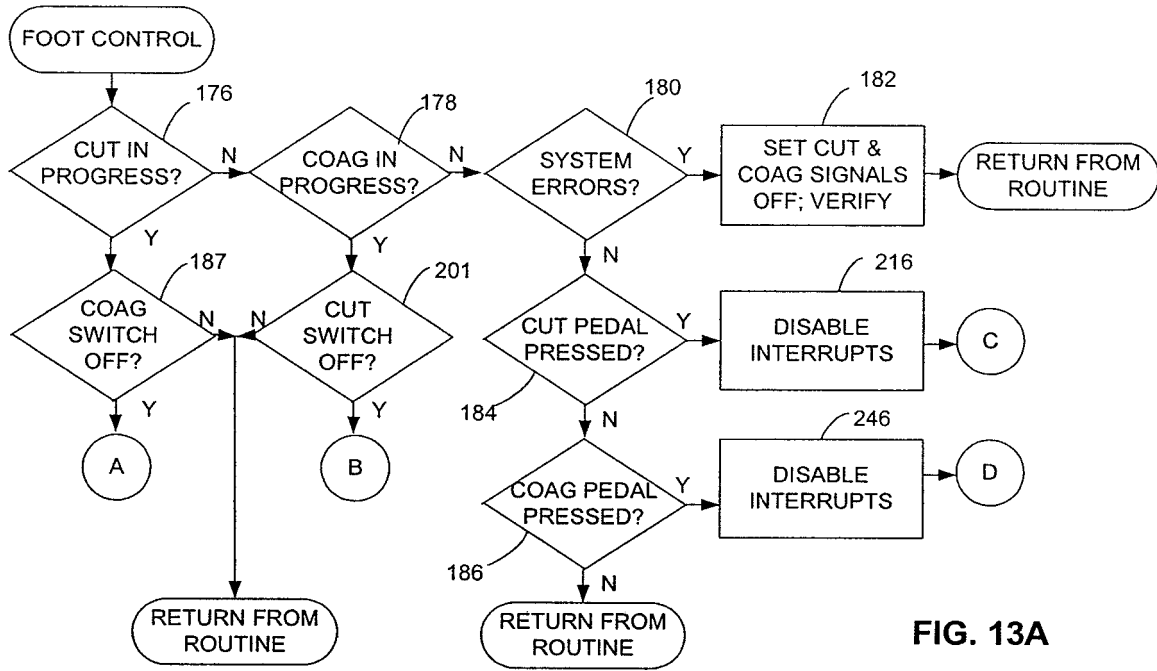 FOOT CONTROL
176
CUT IN
PROGRESS?
N
Y
178
COAG IN
PROGRESS?
N
Y
180
SYSTEM
ERRORS?
Y
N
182
SET CUT &
COAG SIGNALS
OFF; VERIFY
RETURN FROM
ROUTINE
187
COAG
SWITCH
OFF?
N
Y
A
201
CUT
SWITCH
OFF?
N
Y
B
CUT PEDAL
PRESSED?
184
Y
N
216
DISABLE
INTERRUPTS
C
COAG PEDAL
PRESSED?
186
Y
N
246
DISABLE
INTERRUPTS
D
RETURN FROM
ROUTINE
RETURN FROM
ROUTINE
FIG. 13A